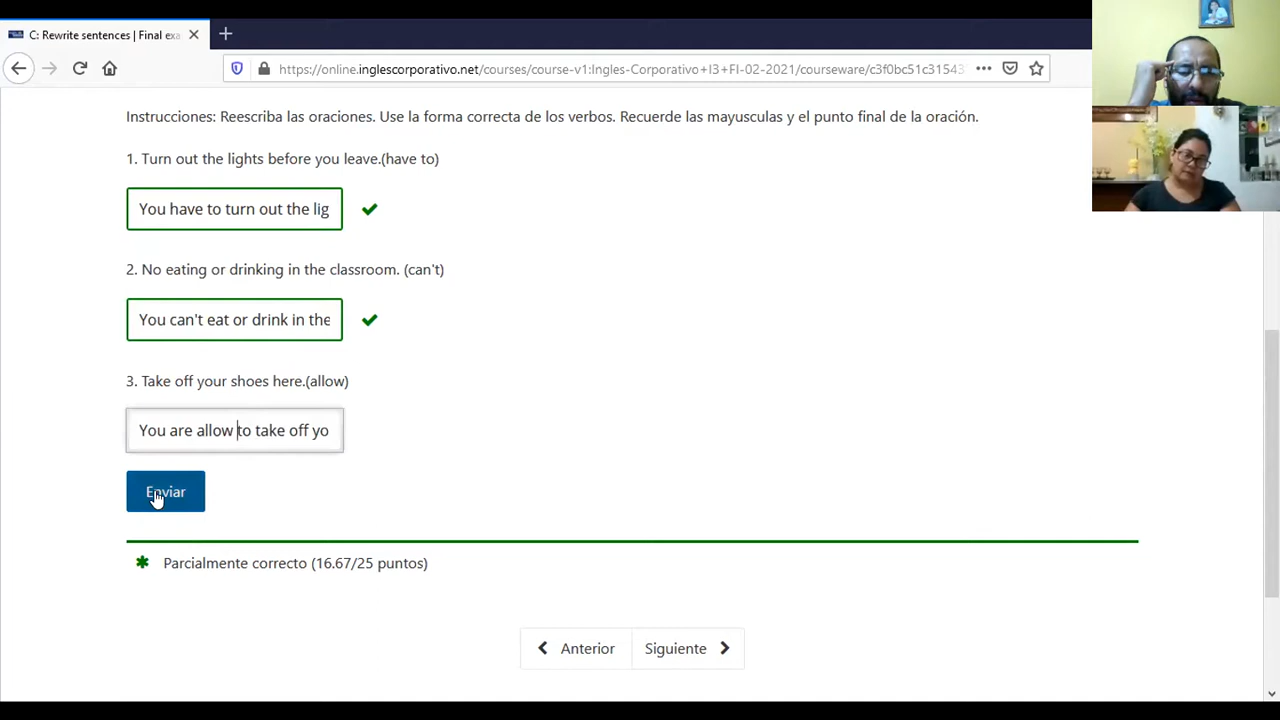 C: Rewrite sentences | Final exa
https://online.inglescorporativo.net/courses/course-v1:Ingles-Corporativo+I3+FI-02-2021/courseware/c3f0bc51c31543
Instrucciones: Reescriba las oraciones. Use la forma correcta de los verbos. Recuerde las mayusculas y el punto final de la oración.
1. Turn out the lights before you leave.(have to)
You have to turn out the lig
2. No eating or drinking in the classroom. (can't)
You can't eat or drink in the
3. Take off your shoes here.(allow)
You are allow to take off yo
Enviar
Parcialmente correcto (16.67/25 puntos)
Anterior
Siguiente